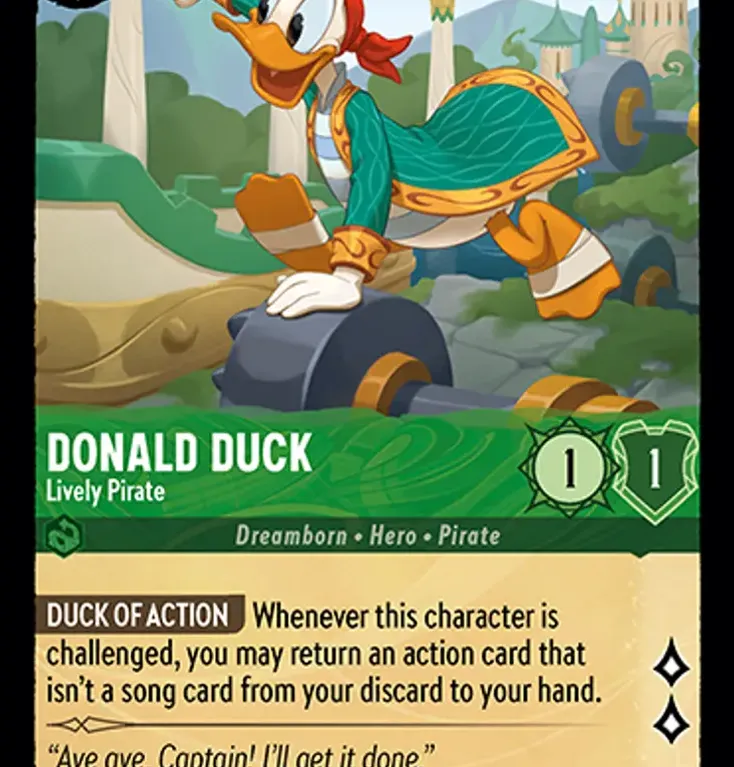 DONALD DUCK
Lively Pirate
1
1
Dreamborn • Hero • Pirate
DUCK OF ACTION Whenever this character is
challenged, you may return an action card that
isn't a song card from your discard to your hand.
"Aye aye, Captain! I'll get it done."